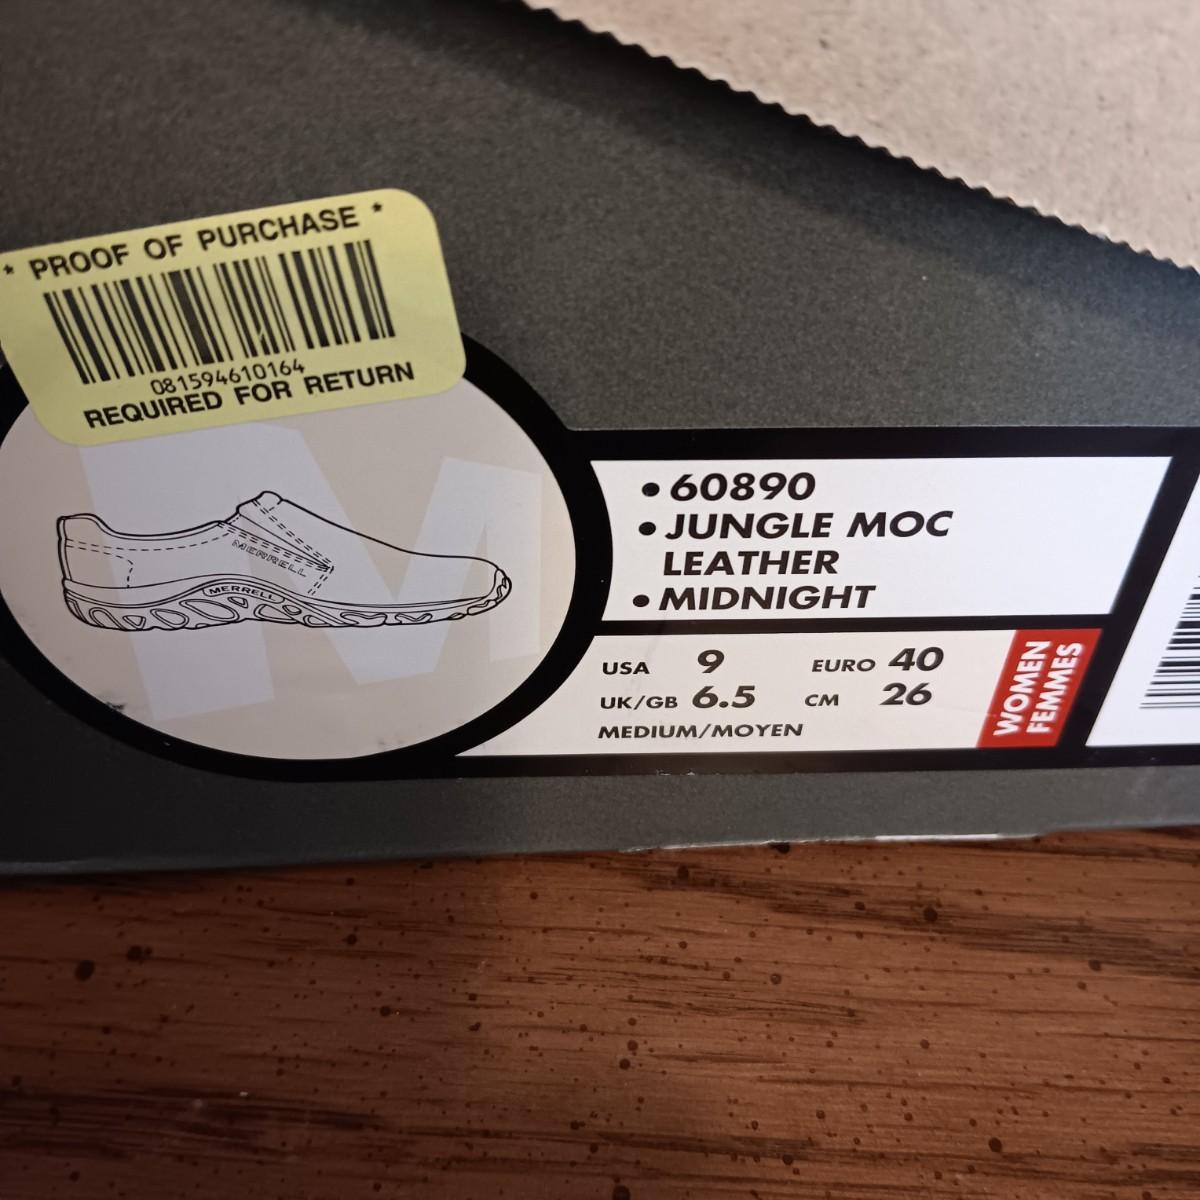 * PROOF OF PURCHASE *
081594610164
REQUIRED FOR RETURN
MERRELL
MERRELL
• 60890
• JUNGLE MOC
LEATHER
• MIDNIGHT
USA 9 EURO 40
UK/GB 6.5 CM 26
MEDIUM/MOYEN
WOMEN
FEMMES